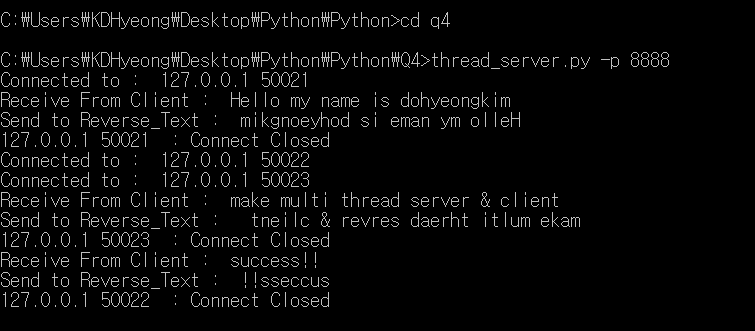 C:₩Users₩KDHyeong₩Desktop₩Python₩Python>cd q4
C:₩Users₩KDHyeong₩Desktop₩Python₩Python₩Q4>thread_server.py -p 8888
Connected to :  127.0.0.1 50021
Receive From Client :  Hello my name is dohyeongkim
Send to Reverse_Text :  mikgnoeyhod si eman ym olleH
127.0.0.1 50021  : Connect Closed
Connected to :  127.0.0.1 50022
Connected to :  127.0.0.1 50023
Receive From Client :  make multi thread server & client
Send to Reverse_Text :  tneilc & revres daerht itlum ekam
127.0.0.1 50023  : Connect Closed
Receive From Client :  success!!
Send to Reverse_Text :  !!sseccus
127.0.0.1 50022  : Connect Closed